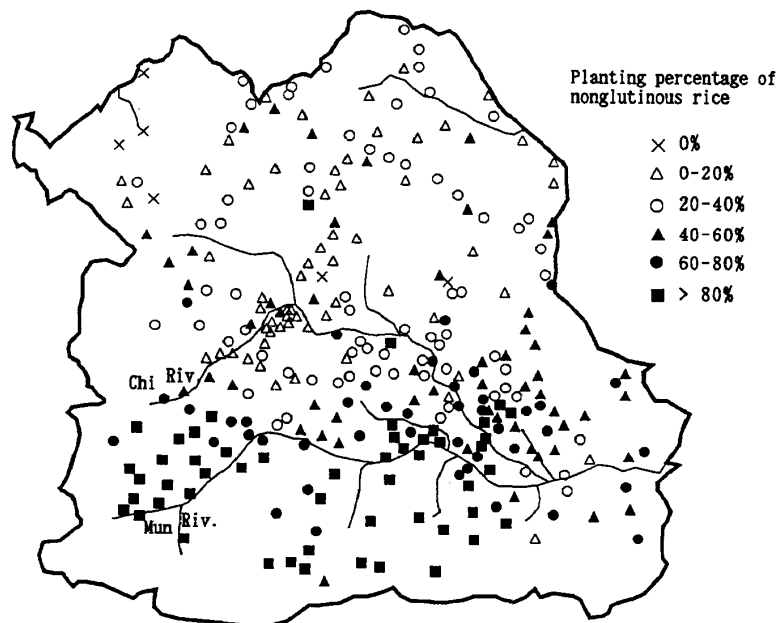 Planting percentage of
nonglutinous rice
0%
0-20%
20-40%
40-60%
60-80%
> 80%
Chi Riv.
Mun Riv.